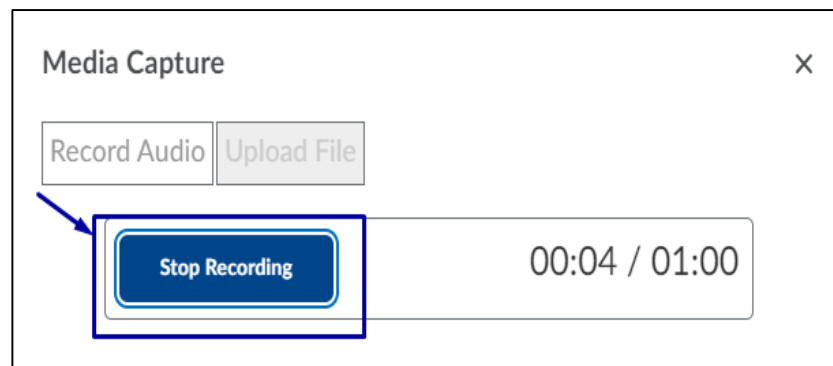 Media Capture X
Record Audio Upload File
Stop Recording 00:04 / 01:00